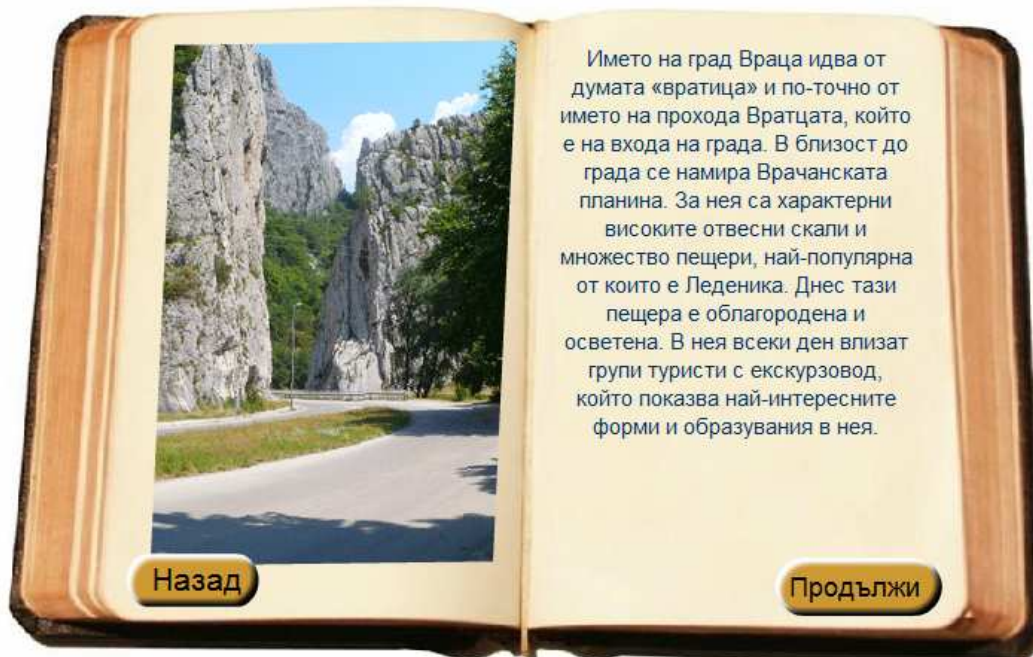 Името на град Враца идва от
думата «вратица» и по-точно от
името на прохода Вратцата, който
е на входа на града. В близост до
града се намира Врачанската
планина. За нея са характерни
високите отвесни скали и
множество пещери, най-популярна
от които е Леденика. Днес тази
пещера е облагородена и
осветена. В нея всеки ден влизат
групи туристи с екскурзовод,
който показва най-интересните
форми и образувания в нея.
Назад
Продължи